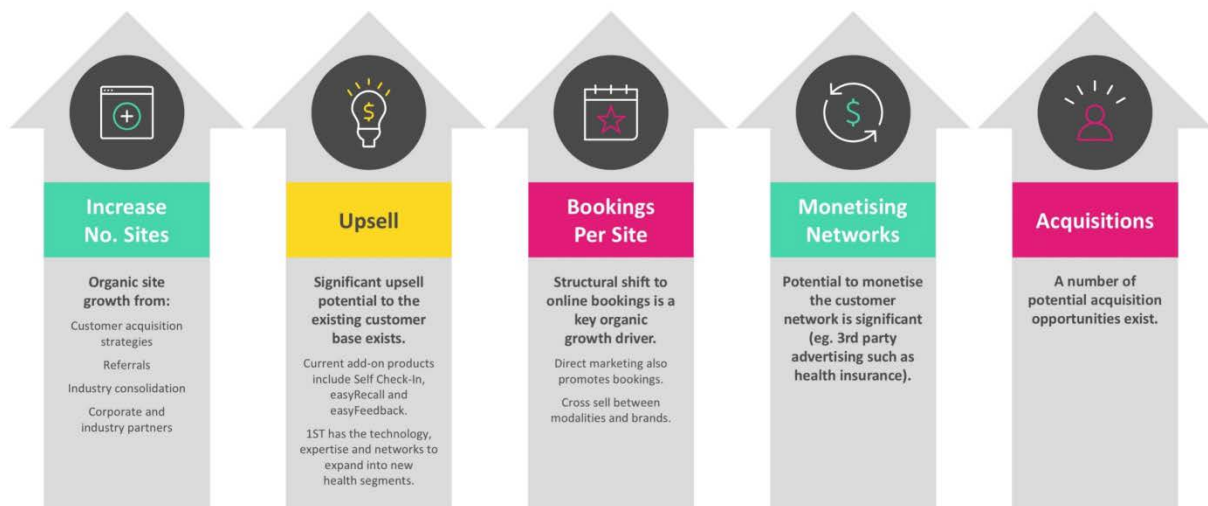 Increase
No. Sites
Organic site
growth from:
Customer acquisition
strategies
Referrals
Industry consolidation
Corporate and
industry partners
Upsell
Significant upsell
potential to the
existing customer
base exists.
Current add-on products
include Self Check-In,
easyRecall and
easyFeedback.
1ST has the technology,
expertise and networks to
expand into new
health segments.
Bookings
Per Site
Structural shift to
online bookings is a
key organic
growth driver.
Direct marketing also
promotes bookings.
Cross sell between
modalities and brands.
Monetising
Networks
Potential to monetise
the customer
network is significant
(eg. 3rd party
advertising such as
health insurance).
Acquisitions
A number of
potential acquisition
opportunities exist.